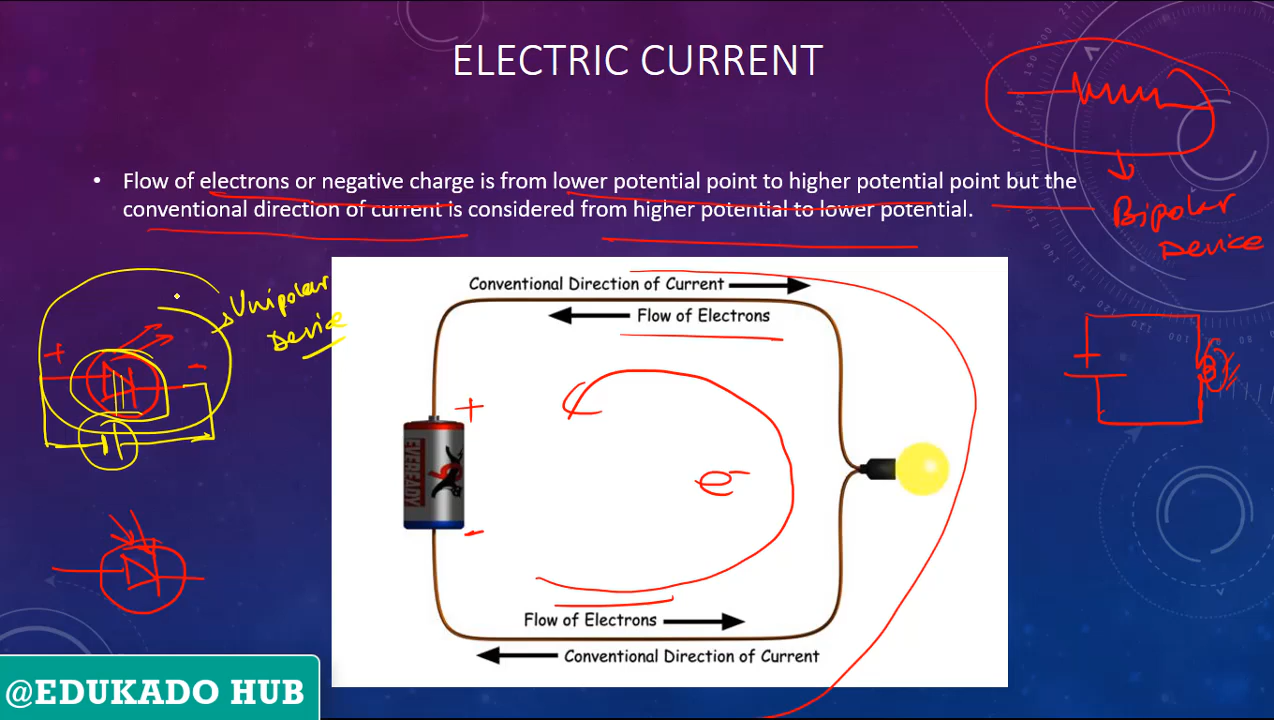 ELECTRIC CURRENT
• Flow of electrons or negative charge is from lower potential point to higher potential point but the
conventional direction of current is considered from higher potential to lower potential.
Bipolar
Device
Unipolar
Device
+
-
Conventional Direction of Current
Flow of Electrons
+
EVEREADY
e-
-
Flow of Electrons
Conventional Direction of Current
@EDUKADO HUB